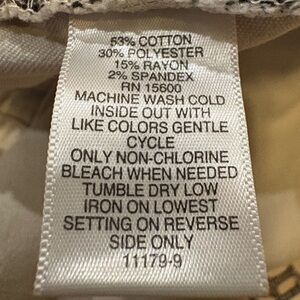 53% COTTON
30% POLYESTER
15% RAYON
2% SPANDEX
RN 15600
MACHINE WASH COLD
INSIDE OUT WITH
LIKE COLORS GENTLE
CYCLE
ONLY NON-CHLORINE
BLEACH WHEN NEEDED
TUMBLE DRY LOW
IRON ON LOWEST
SETTING ON REVERSE
SIDE ONLY
11179-9